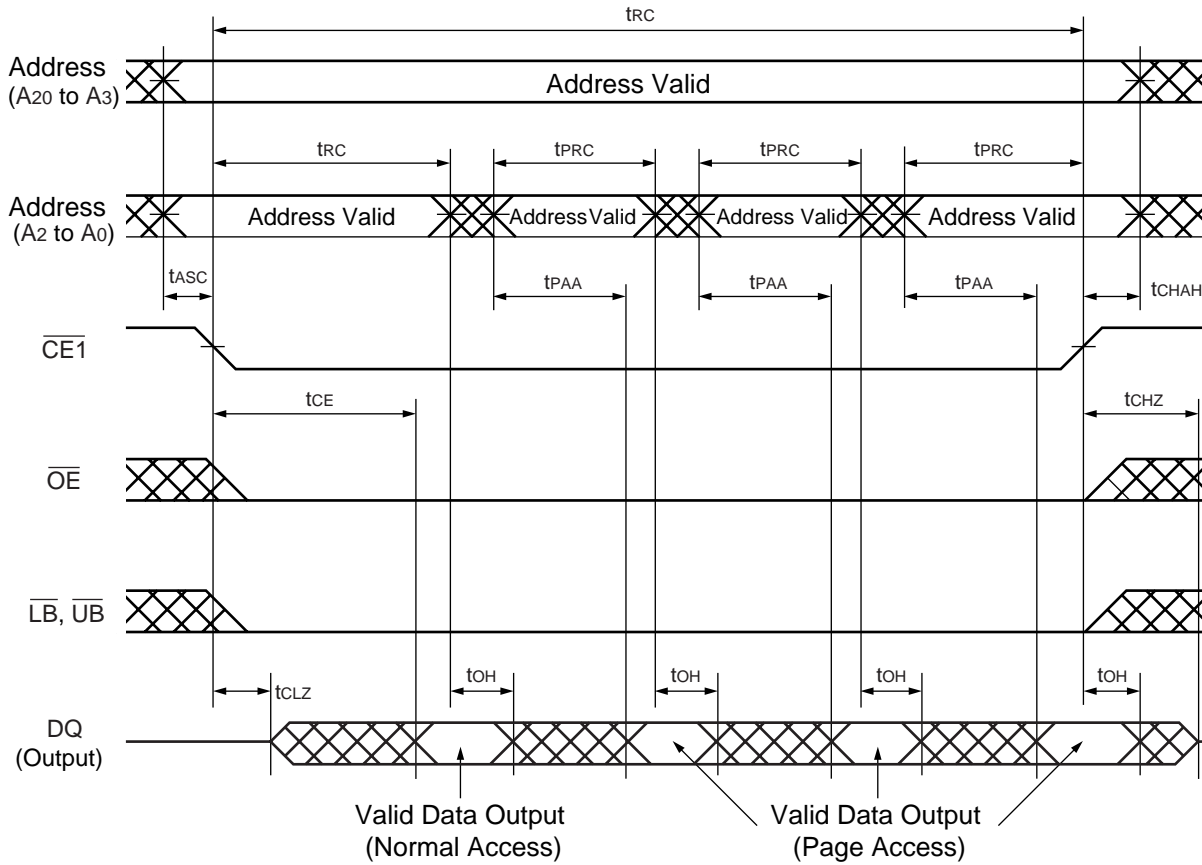 tRC
Address
(A20 to A3)
Address Valid
tRC
tPRC
tPRC
tPRC
Address
(A2 to A0)
Address Valid
Address Valid
Address Valid
Address Valid
tASC
tPAA
tPAA
tPAA
tCHAH
CE1
tCE
tCHZ
OE
LB, UB
tCLZ
tOH
tOH
tOH
tOH
DQ
(Output)
Valid Data Output
(Normal Access)
Valid Data Output
(Page Access)